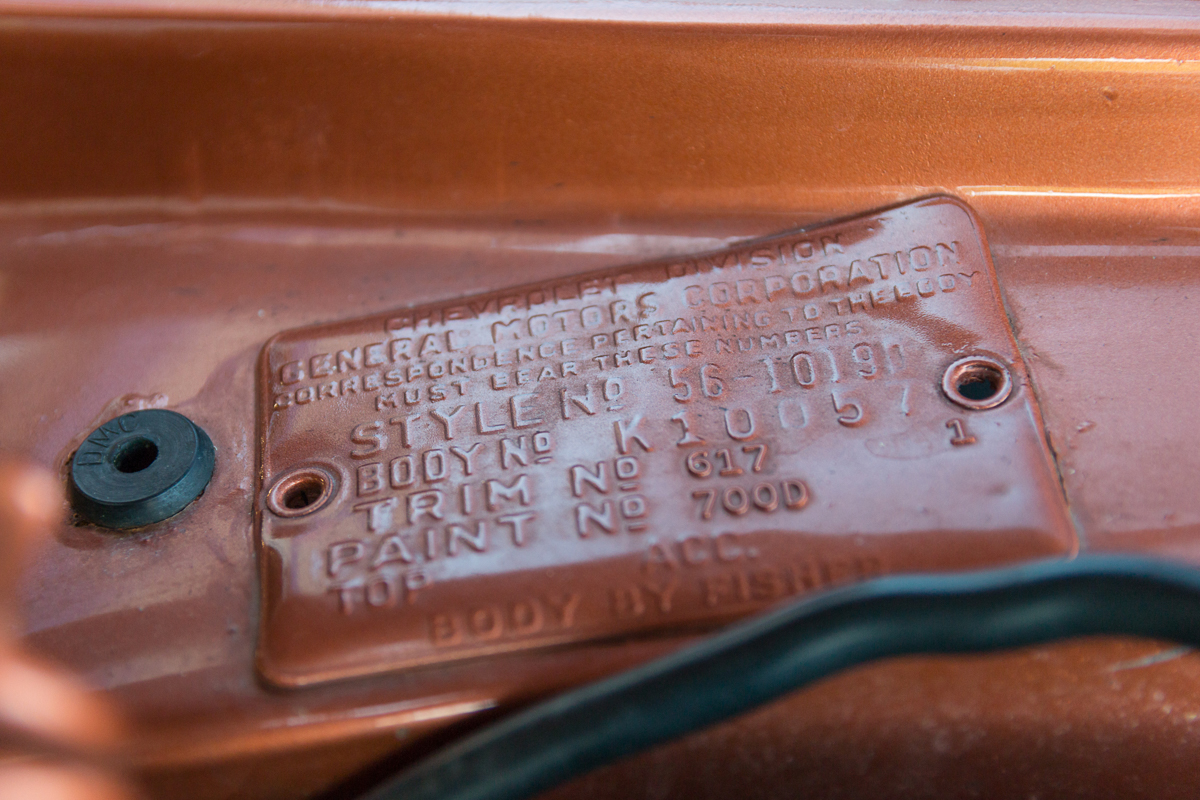 CHEVROLET DIVISION
GENERAL MOTORS CORPORATION
CORRESPONDENCE PERTAINING TO THE BODY
MUST BEAR THESE NUMBERS
STYLE Nº 56-1019
BODY Nº K10057
TRIM Nº 617 1
PAINT Nº 700D
TOP ACC.
BODY BY FISHER